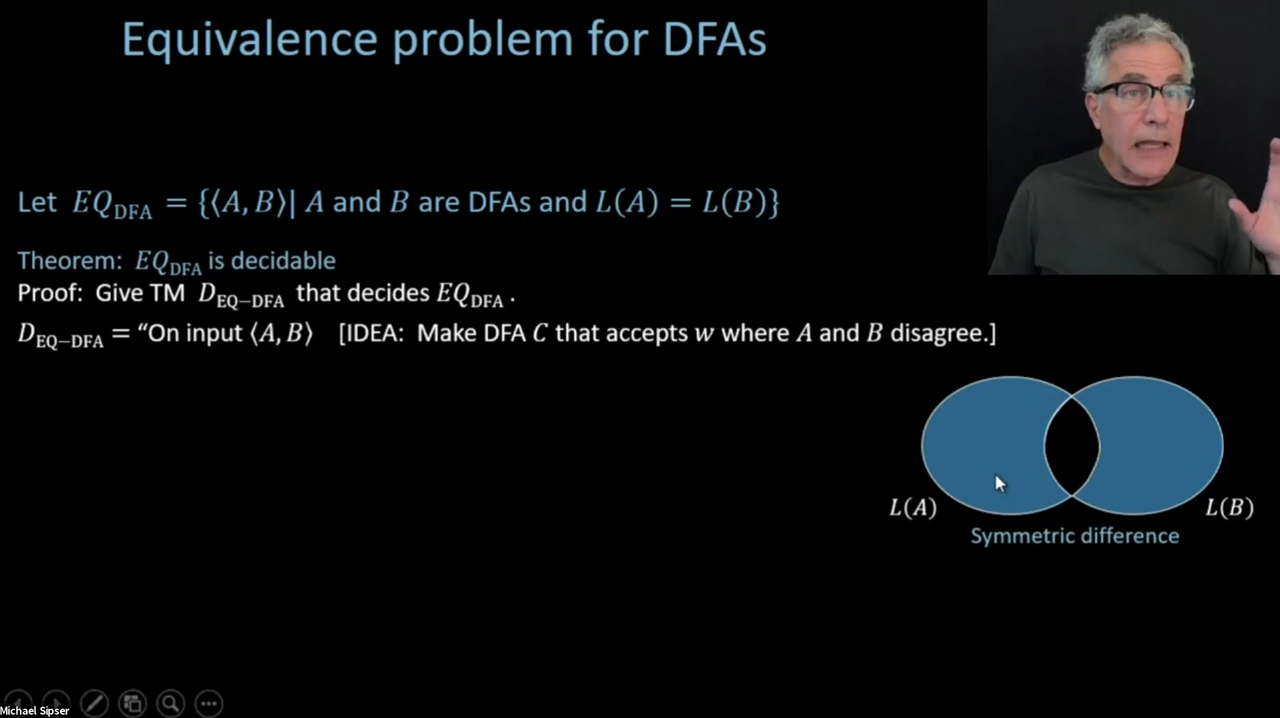 Equivalence problem for DFAs
Let EQ_DFA = {⟨A, B⟩| A and B are DFAs and L(A) = L(B)}
Theorem: EQ_DFA is decidable
Proof: Give TM D_EQ−DFA that decides EQ_DFA .
D_EQ−DFA = “On input ⟨A, B⟩ [IDEA: Make DFA C that accepts w where A and B disagree.]
L(A)
L(B)
Symmetric difference
Michael Sipser